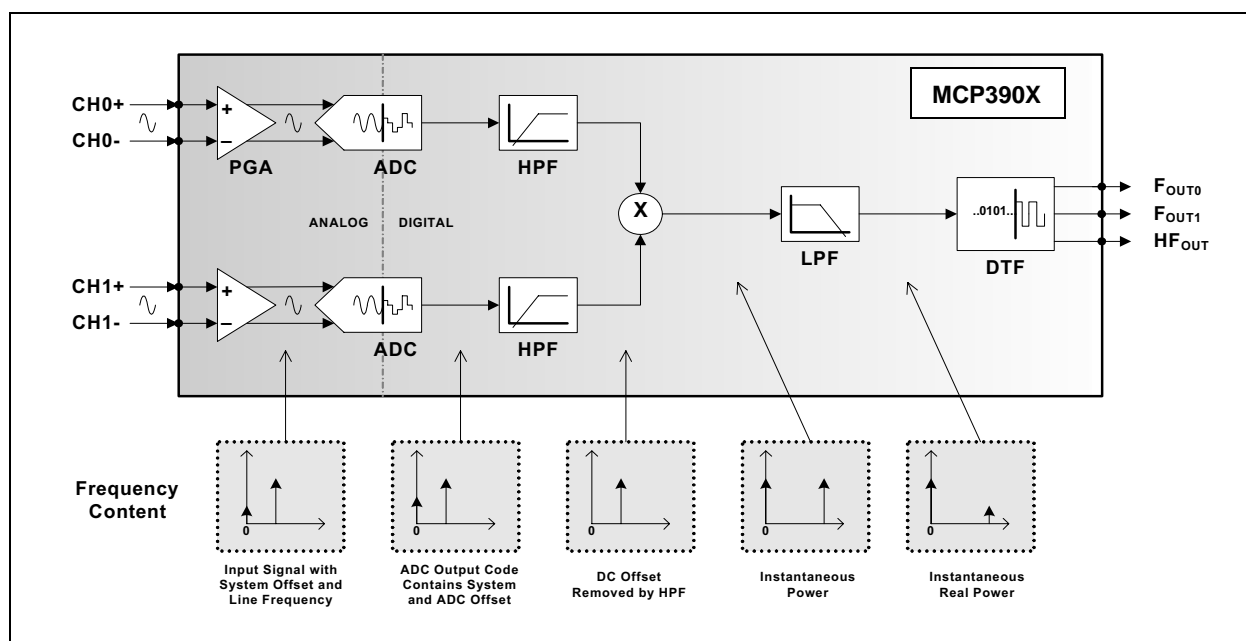 MCP390X
CH0+
CH0-
PGA
ADC
HPF
ANALOG
DIGITAL
X
LPF
..0101..
DTF
FOUT0
FOUT1
HFOUT
CH1+
CH1-
ADC
HPF
+
–
+
–
Frequency
Content
0
0
0
0
0
Input Signal with
System Offset and
Line Frequency
ADC Output Code
Contains System
and ADC Offset
DC Offset
Removed by HPF
Instantaneous
Power
Instantaneous
Real Power